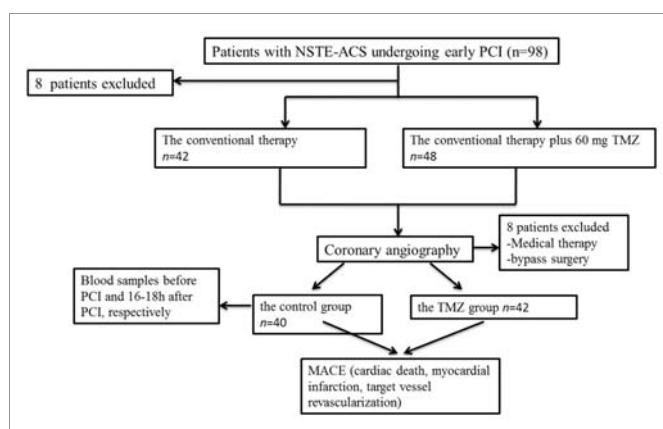 Patients with NSTE-ACS undergoing early PCI (n=98)
8 patients excluded
The conventional therapy
n=42
The conventional therapy plus 60 mg TMZ
n=48
Coronary angiography
8 patients excluded
-Medical therapy
-bypass surgery
Blood samples before
PCI and 16-18h after
PCI, respectively
the control group
n=40
the TMZ group n=42
MACE (cardiac death, myocardial
infarction, target vessel
revascularization)